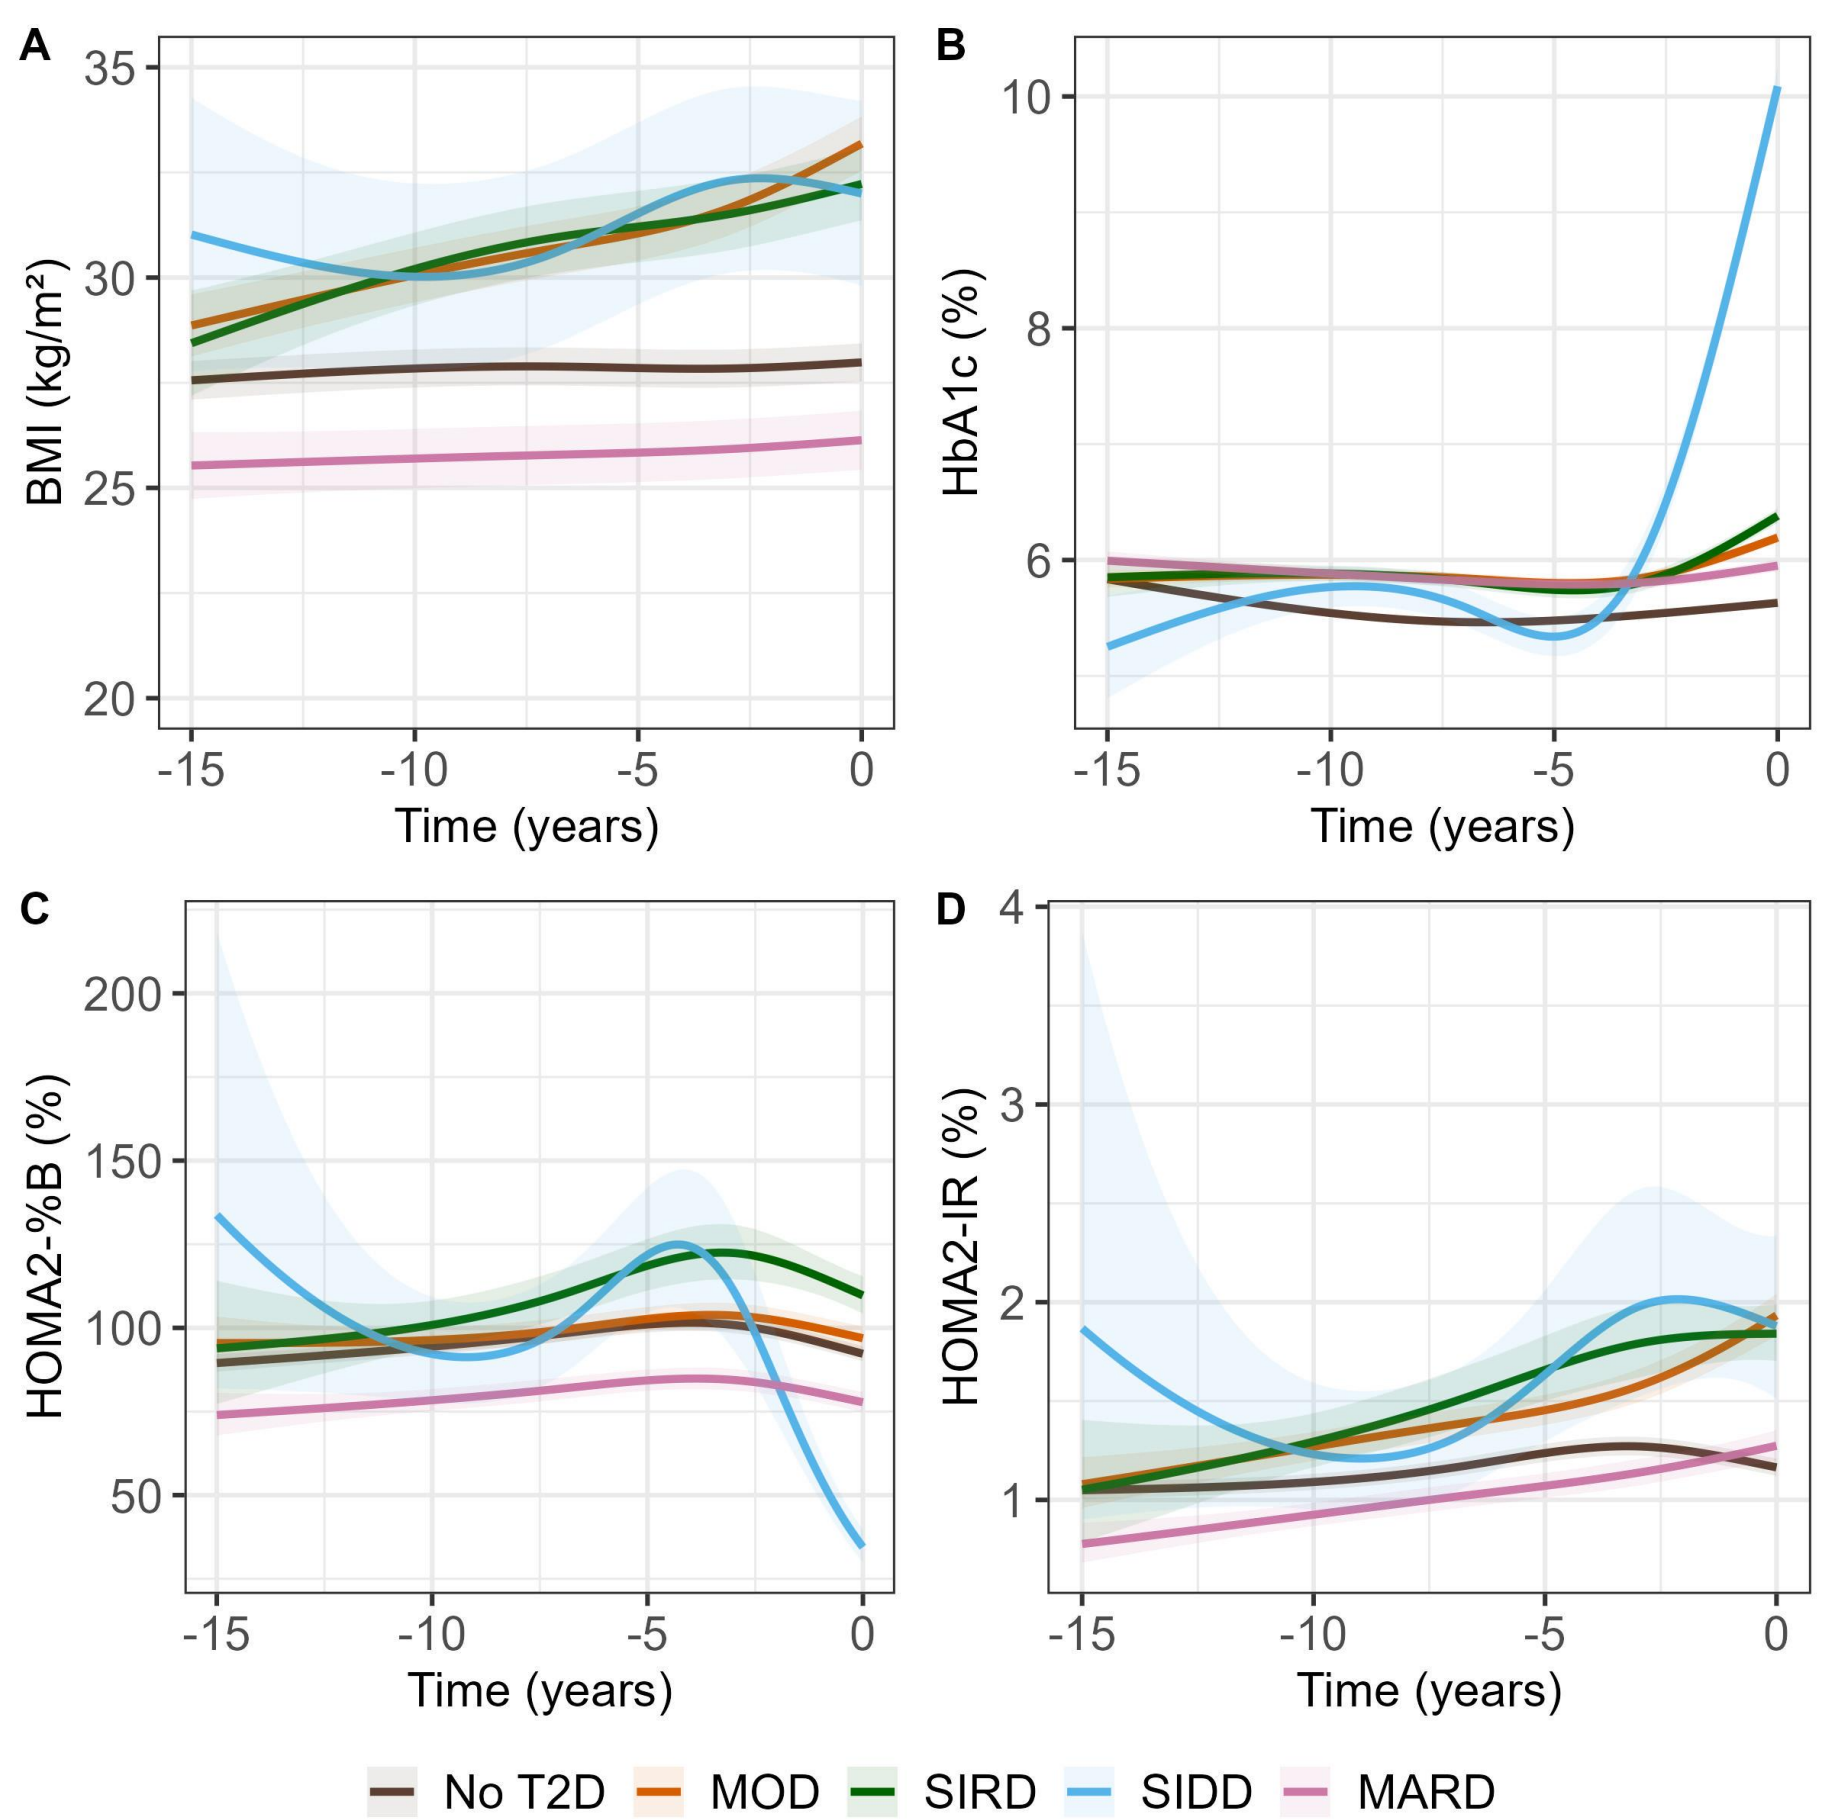 A
BMI (kg/m²)
35
30
25
20
-15 -10 -5 0
Time (years)
B
HbA1c (%)
10
8
6
-15 -10 -5 0
Time (years)
C
HOMA2-%B (%)
200
150
100
50
-15 -10 -5 0
Time (years)
D
HOMA2-IR (%)
4
3
2
1
-15 -10 -5 0
Time (years)
No T2D MOD SIRD SIDD MARD